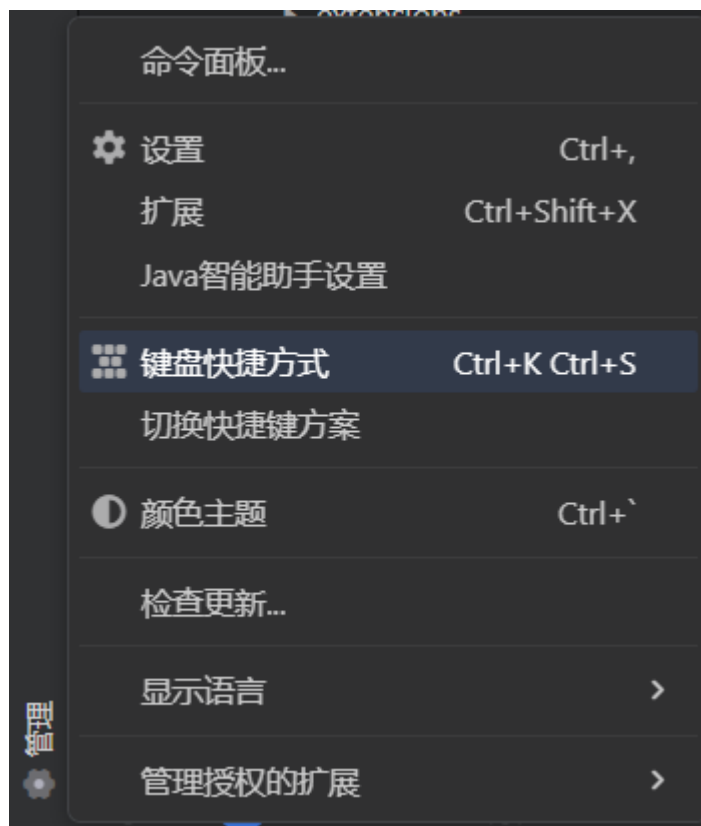 extensions
命令面板...
设置 Ctrl+,
扩展 Ctrl+Shift+X
Java智能助手设置
键盘快捷方式 Ctrl+K Ctrl+S
切换快捷键方案
颜色主题 Ctrl+`
检查更新...
显示语言
管理授权的扩展
管理